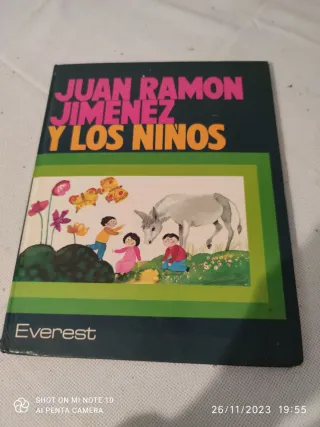 JUAN RAMON
JIMENEZ
Y LOS NIÑOS
Everest
SHOT ON MI NOTE 10
AI PENTA CAMERA
26/11/2023 19:55